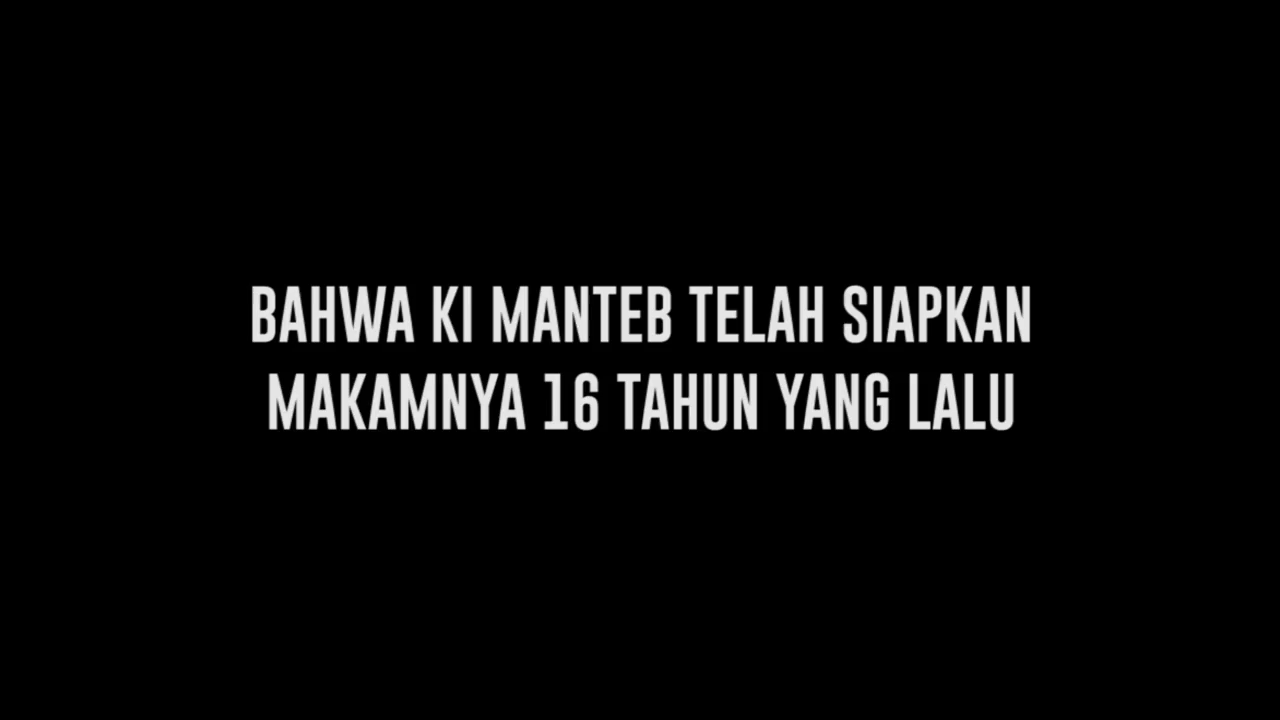 BAHWA KI MANTEB TELAH SIAPKAN
MAKAMNYA 16 TAHUN YANG LALU